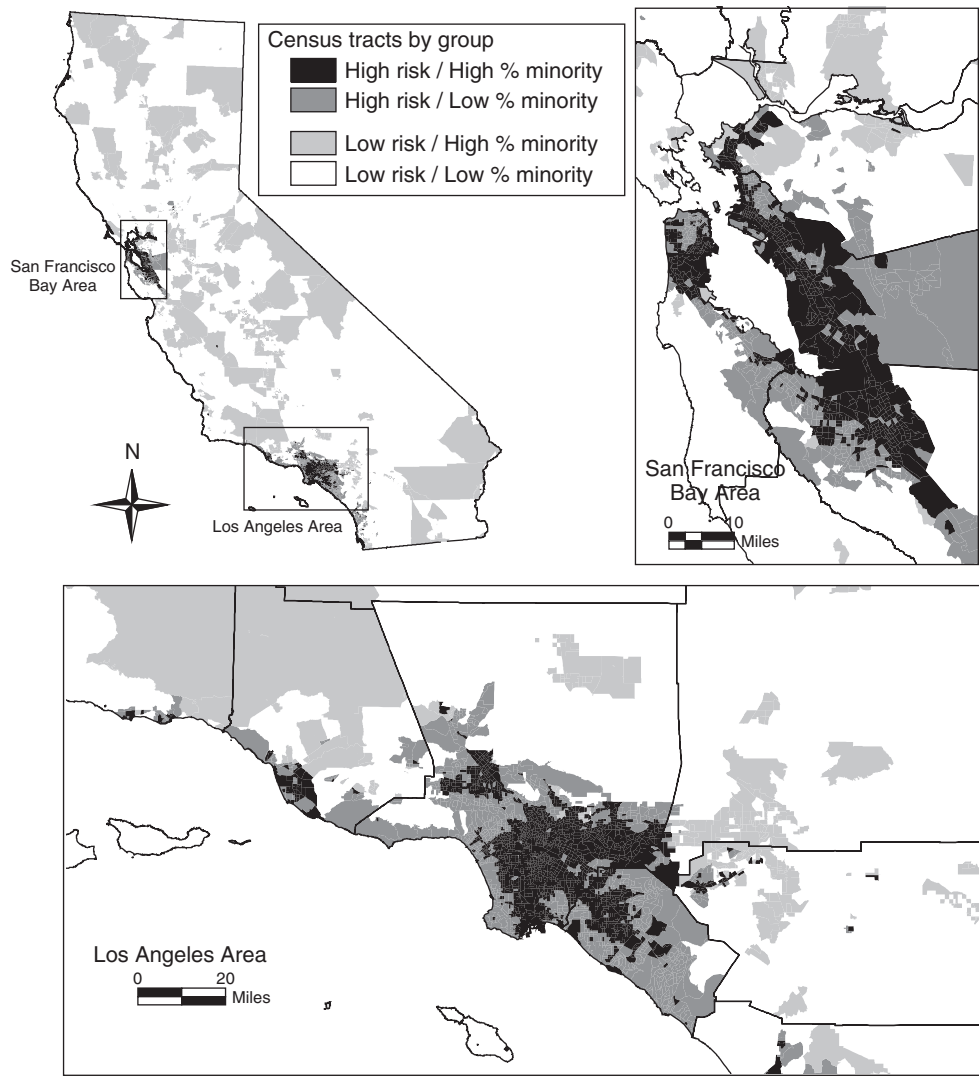 Census tracts by group
High risk / High % minority
High risk / Low % minority
Low risk / High % minority
Low risk / Low % minority
San Francisco
Bay Area
N
Los Angeles Area
San Francisco
Bay Area
0 10
Miles
Los Angeles Area
0 20
Miles